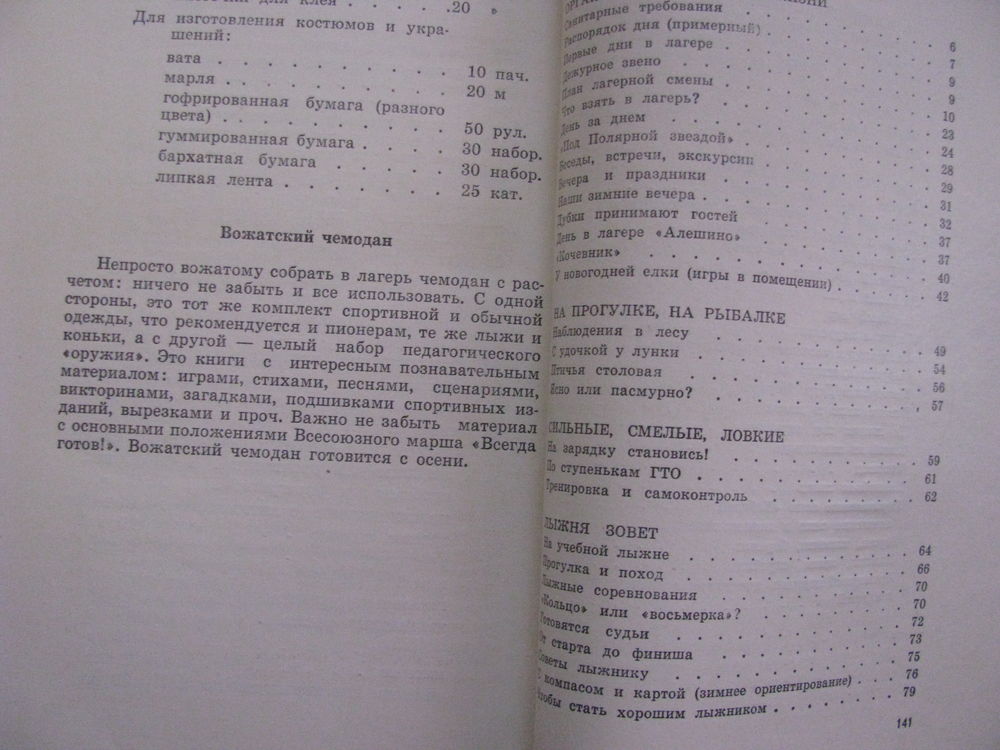 для клея . . . . . 20 »
Для изготовления костюмов и укра-
шений:
вата . . . . . . . . . . 10 пач.
марля . . . . . . . . . . 20 м
гофрированная бумага (разного
цвета) . . . . . . . . . . 50 рул.
гуммированная бумага . . . . . 30 набор.
бархатная бумага . . . . . . 30 набор.
липкая лента . . . . . . . . 25 кат.
Вожатский чемодан
Непросто вожатому собрать в лагерь чемодан с рас-
четом: ничего не забыть и все использовать. С одной
стороны, это тот же комплект спортивной и обычной
одежды, что рекомендуется и пионерам, те же лыжи и
коньки, а с другой — целый набор педагогического
«оружия». Это книги с интересным познавательным
материалом: играми, стихами, песнями, сценариями,
викторинами, загадками, подшивками спортивных из-
даний, вырезками и проч. Важно не забыть материал
с основными положениями Всесоюзного марша «Всегда
готов!». Вожатский чемодан готовится с осени.
Санитарные требования . . . . . . . . 6
Распорядок дня (примерный) . . . . . . 7
Первые дни в лагере . . . . . . . . 9
Дежурное звено . . . . . . . . . . 9
План лагерной смены . . . . . . . . 10
Что взять в лагерь? . . . . . . . . 23
День за днем . . . . . . . . . . 24
«Под Полярной звездой» . . . . . . . 28
Беседы, встречи, экскурсии . . . . . . 29
Вечера и праздники . . . . . . . . 31
Наши зимние вечера . . . . . . . . 32
Дубки принимают гостей . . . . . . . 37
День в лагере «Алешино» . . . . . . . 37
«Кочевник» . . . . . . . . . . . 40
У новогодней елки (игры в помещении) . . . . 42
НА ПРОГУЛКЕ, НА РЫБАЛКЕ
Наблюдения в лесу . . . . . . . . 49
С удочкой у лунки . . . . . . . . 54
Птичья столовая . . . . . . . . . 56
Ясно или пасмурно? . . . . . . . . 57
СИЛЬНЫЕ, СМЕЛЫЕ, ЛОВКИЕ
На зарядку становись! . . . . . . . 59
По ступенькам ГТО . . . . . . . . 61
Тренировка и самоконтроль . . . . . . 62
ЛЫЖНЯ ЗОВЕТ
На учебной лыжне . . . . . . . . 64
Прогулка и поход . . . . . . . . 66
Лыжные соревнования . . . . . . . 70
«Кольцо» или «восьмерка»? . . . . . . 70
Готовятся судьи . . . . . . . . . 72
От старта до финиша . . . . . . . 73
Советы лыжнику . . . . . . . . . 75
С компасом и картой (зимнее ориентирование) . . . 76
Чтобы стать хорошим лыжником . . . . . . 79
141